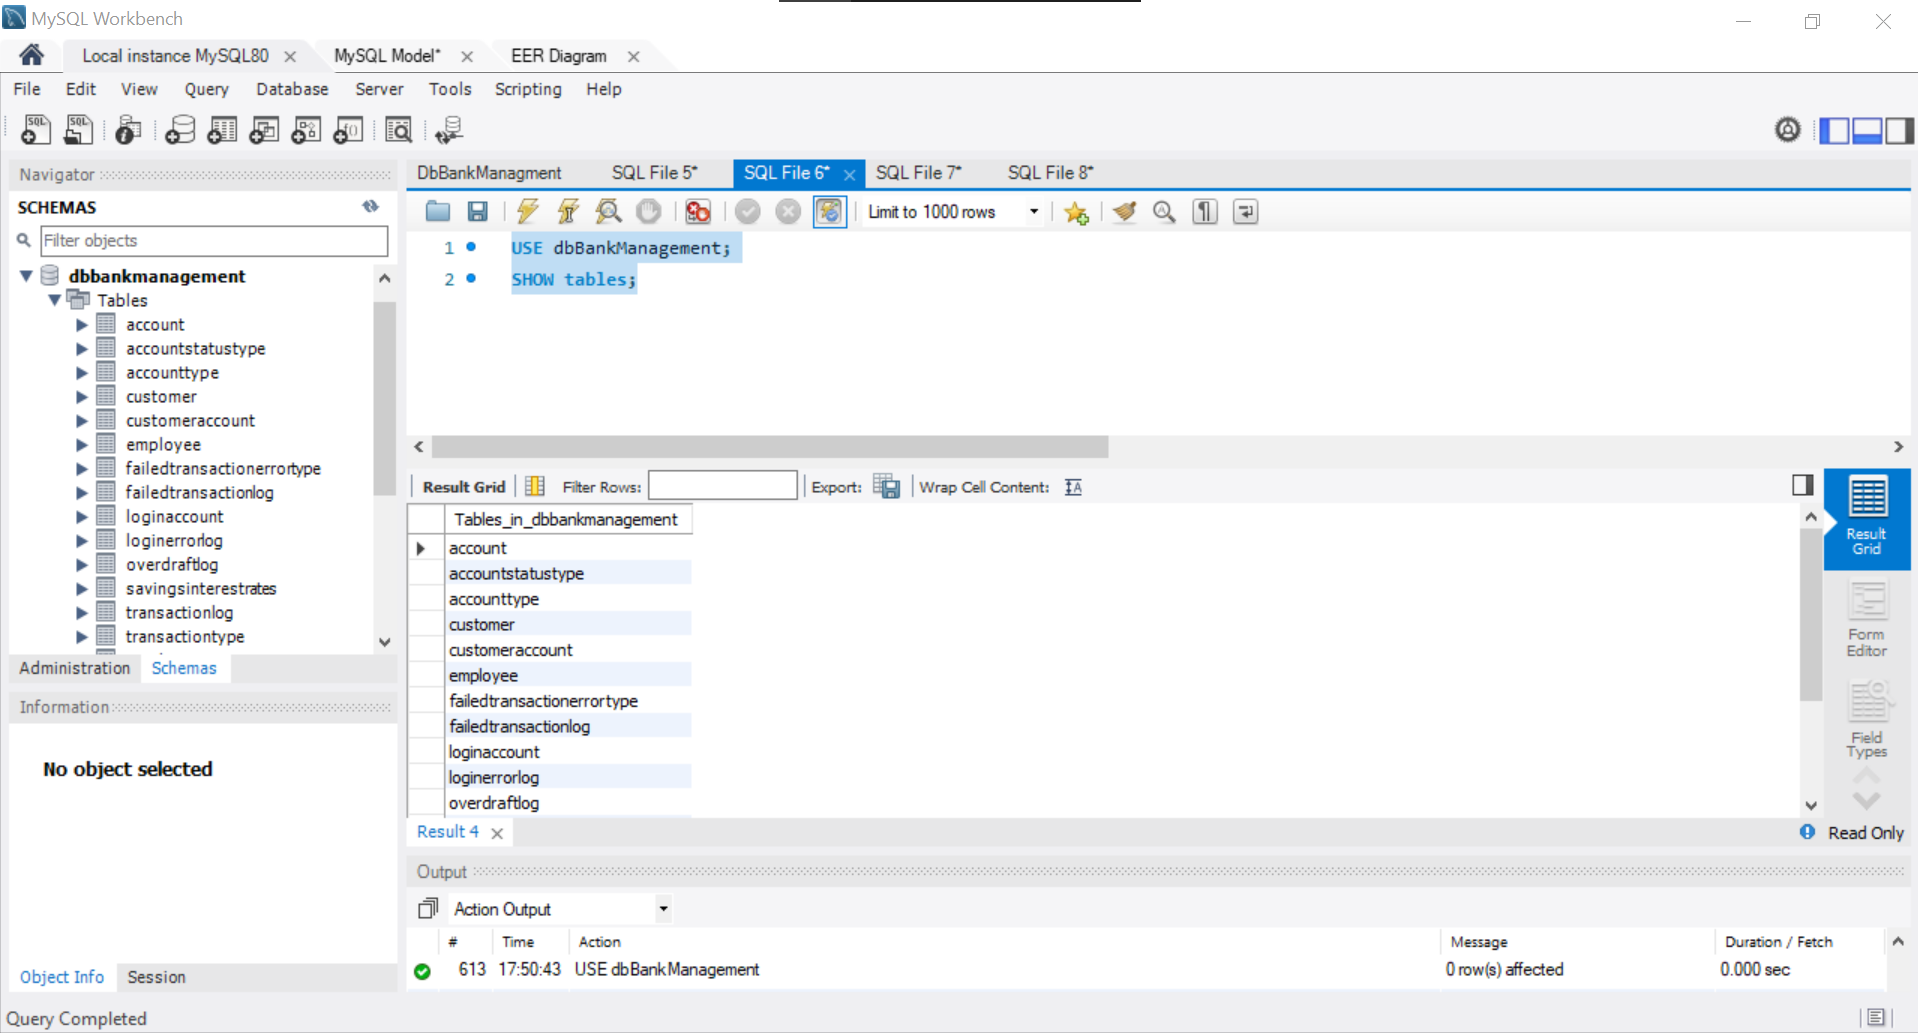 MySQL Workbench
Local instance MySQL80
MySQL Model*
EER Diagram
File Edit View Query Database Server Tools Scripting Help
SQL SQL
Navigator
SCHEMAS
Filter objects
dbbankmanagement
Tables
account
accountstatustype
accounttype
customer
customeraccount
employee
failedtransactionerrortype
failedtransactionlog
loginaccount
loginerrorlog
overdraftlog
savingsinterestrates
transactionlog
transactiontype
Administration Schemas
Information
No object selected
Object Info Session
DbBankManagment SQL File 5* SQL File 6* SQL File 7* SQL File 8*
Limit to 1000 rows
1 USE dbBankManagement;
2 SHOW tables;
Result Grid Filter Rows: Export: Wrap Cell Content:
Tables_in_dbbankmanagement
account
accountstatustype
accounttype
customer
customeraccount
employee
failedtransactionerrortype
failedtransactionlog
loginaccount
loginerrorlog
overdraftlog
Result
Grid
Form
Editor
Field
Types
Result 4
Read Only
Output
Action Output
# Time Action Message Duration / Fetch
613 17:50:43 USE dbBankManagement 0 row(s) affected 0.000 sec
Query Completed